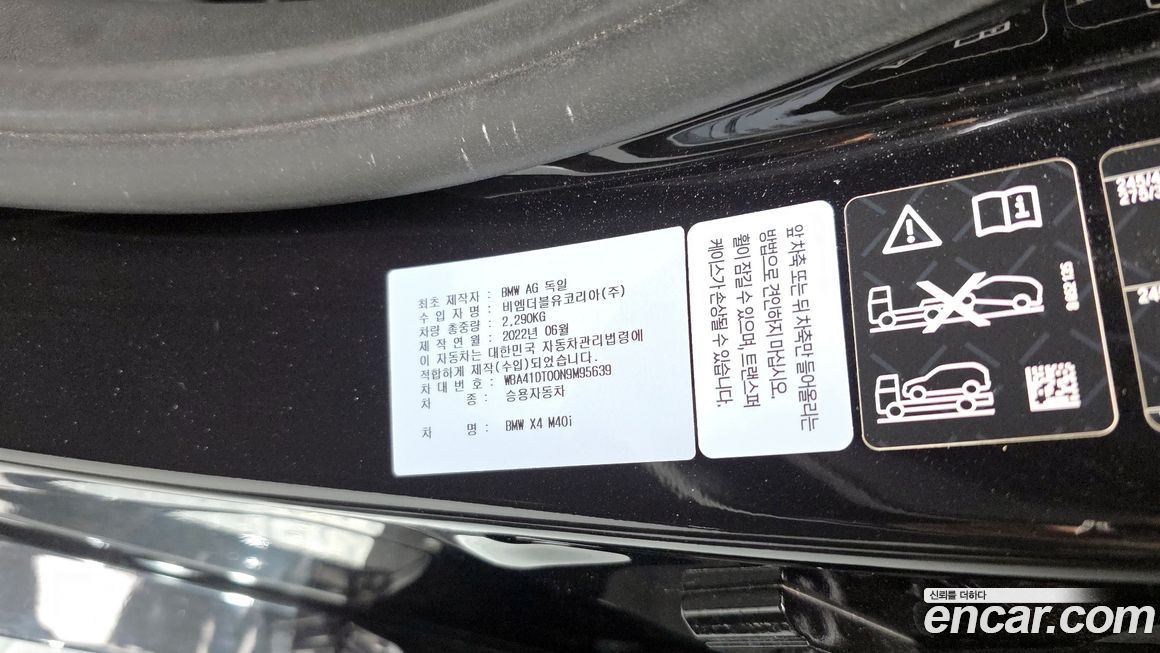 최초 제작자 : BMW AG 독일
수 입 자 명 : 비엠더블유코리아(주)
차량 총중량 : 2,290KG
제 작 연 월 : 2022년 06월
이 자동차는 대한민국 자동차관리법령에
적합하게 제작(수입)되었습니다.
차 대 번 호 : WBA41DT00N9M95639
차 종 : 승용자동차
차 명 : BMW X4 M40i
앞 차축 또는 뒤 차축만 들어올리는
방법으로 견인하지 마십시오.
휠이 잠길 수 있으며, 트랜스퍼
케이스가 손상될 수 있습니다.
신뢰를 더하다
encar.com